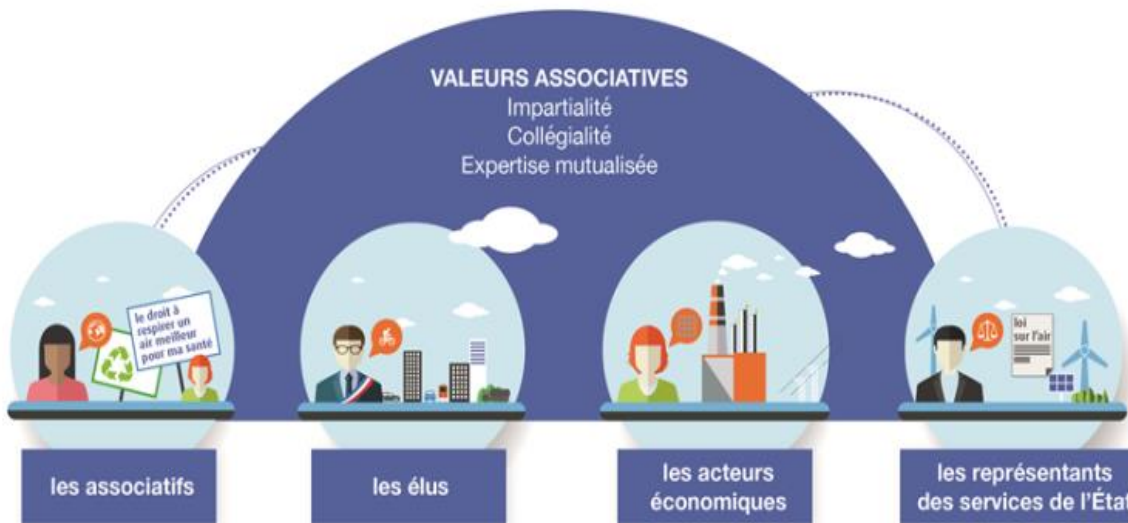 VALEURS ASSOCIATIVES
Impartialité
Collégialité
Expertise mutualisée
le droit à
respirer un
air meilleur
pour ma santé
loi
sur l'air
les associatifs
les élus
les acteurs
économiques
les représentants
des services de l'État